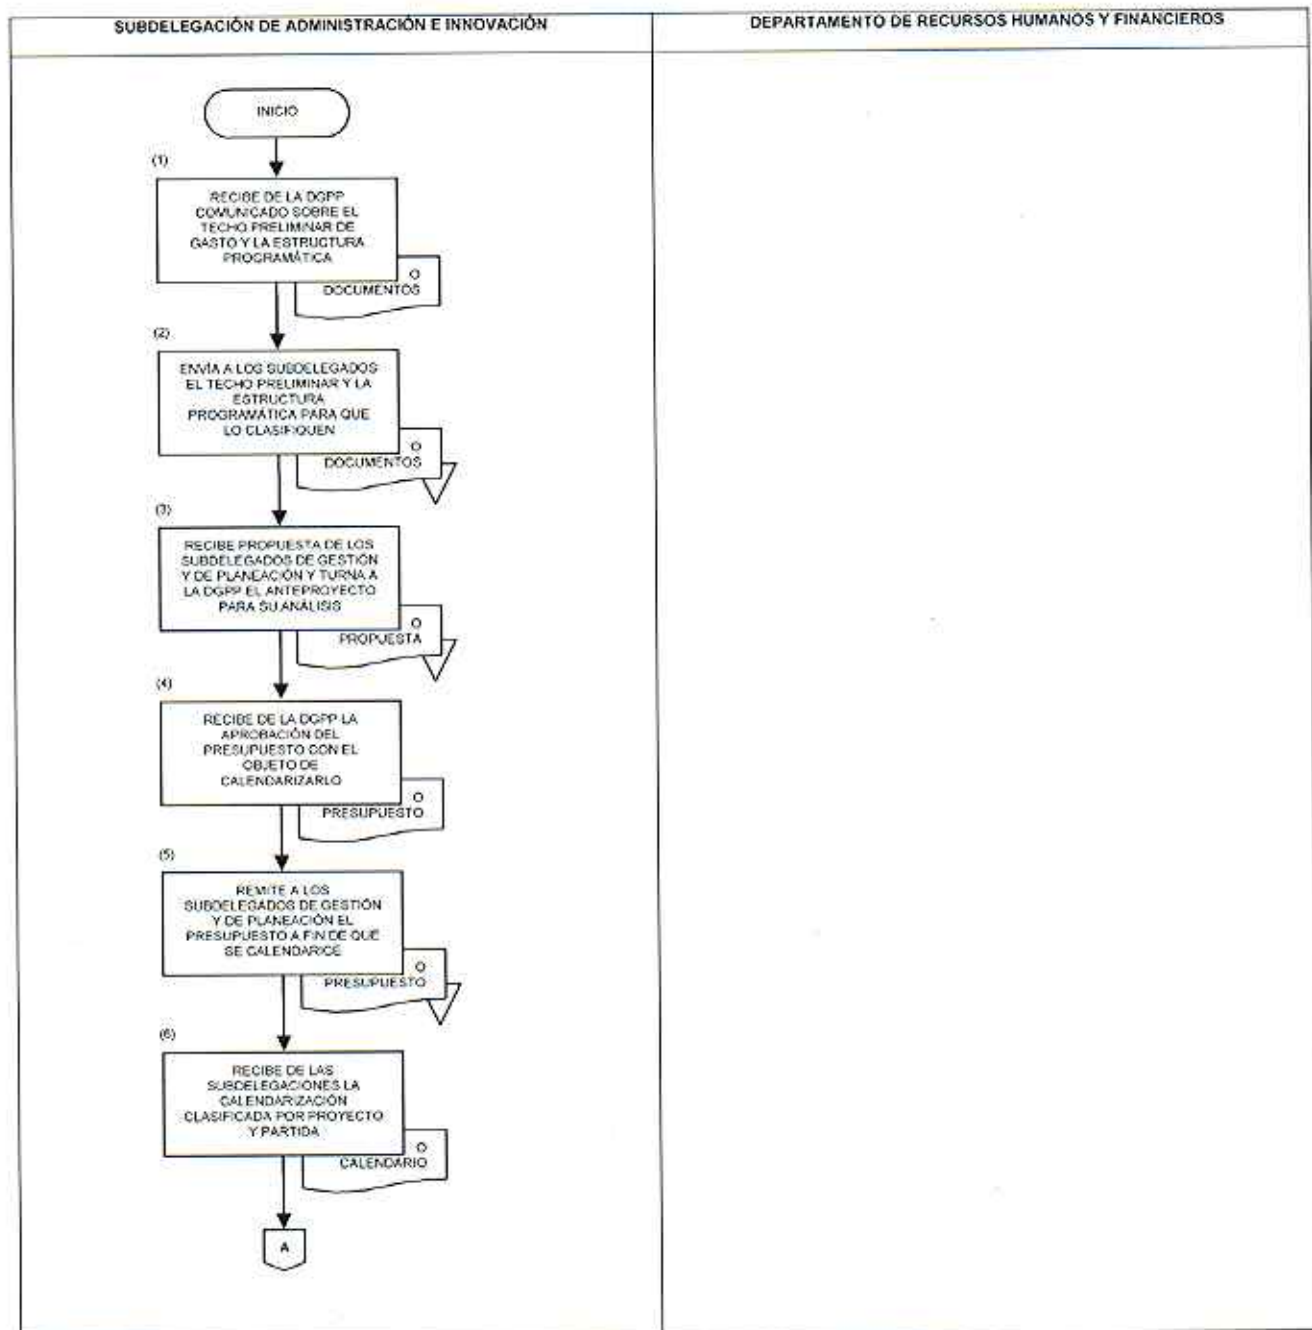 SUBDELEGACIÓN DE ADMINISTRACIÓN E INNOVACIÓN
DEPARTAMENTO DE RECURSOS HUMANOS Y FINANCIEROS
INICIO
(1)
RECIBE DE LA DGPP
COMUNICADO SOBRE EL
TECHO PRELIMINAR DE
GASTO Y LA ESTRUCTURA
PROGRAMÁTICA
O
DOCUMENTOS
(2)
ENVÍA A LOS SUBDELEGADOS
EL TECHO PRELIMINAR Y LA
ESTRUCTURA
PROGRAMÁTICA PARA QUE
LO CLASIFIQUEN
O
DOCUMENTOS
(3)
RECIBE PROPUESTA DE LOS
SUBDELEGADOS DE GESTIÓN
Y DE PLANEACIÓN Y TURNA A
LA DGPP EL ANTEPROYECTO
PARA SU ANÁLISIS
O
PROPUESTA
(4)
RECIBE DE LA DGPP LA
APROBACIÓN DEL
PRESUPUESTO CON EL
OBJETO DE
CALENDARIZARLO
O
PRESUPUESTO
(5)
REMITE A LOS
SUBDELEGADOS DE GESTIÓN
Y DE PLANEACIÓN EL
PRESUPUESTO A FIN DE QUE
SE CALENDARICE
O
PRESUPUESTO
(6)
RECIBE DE LAS
SUBDELEGACIONES LA
CALENDARIZACIÓN
CLASIFICADA POR PROYECTO
Y PARTIDA
O
CALENDARIO
A